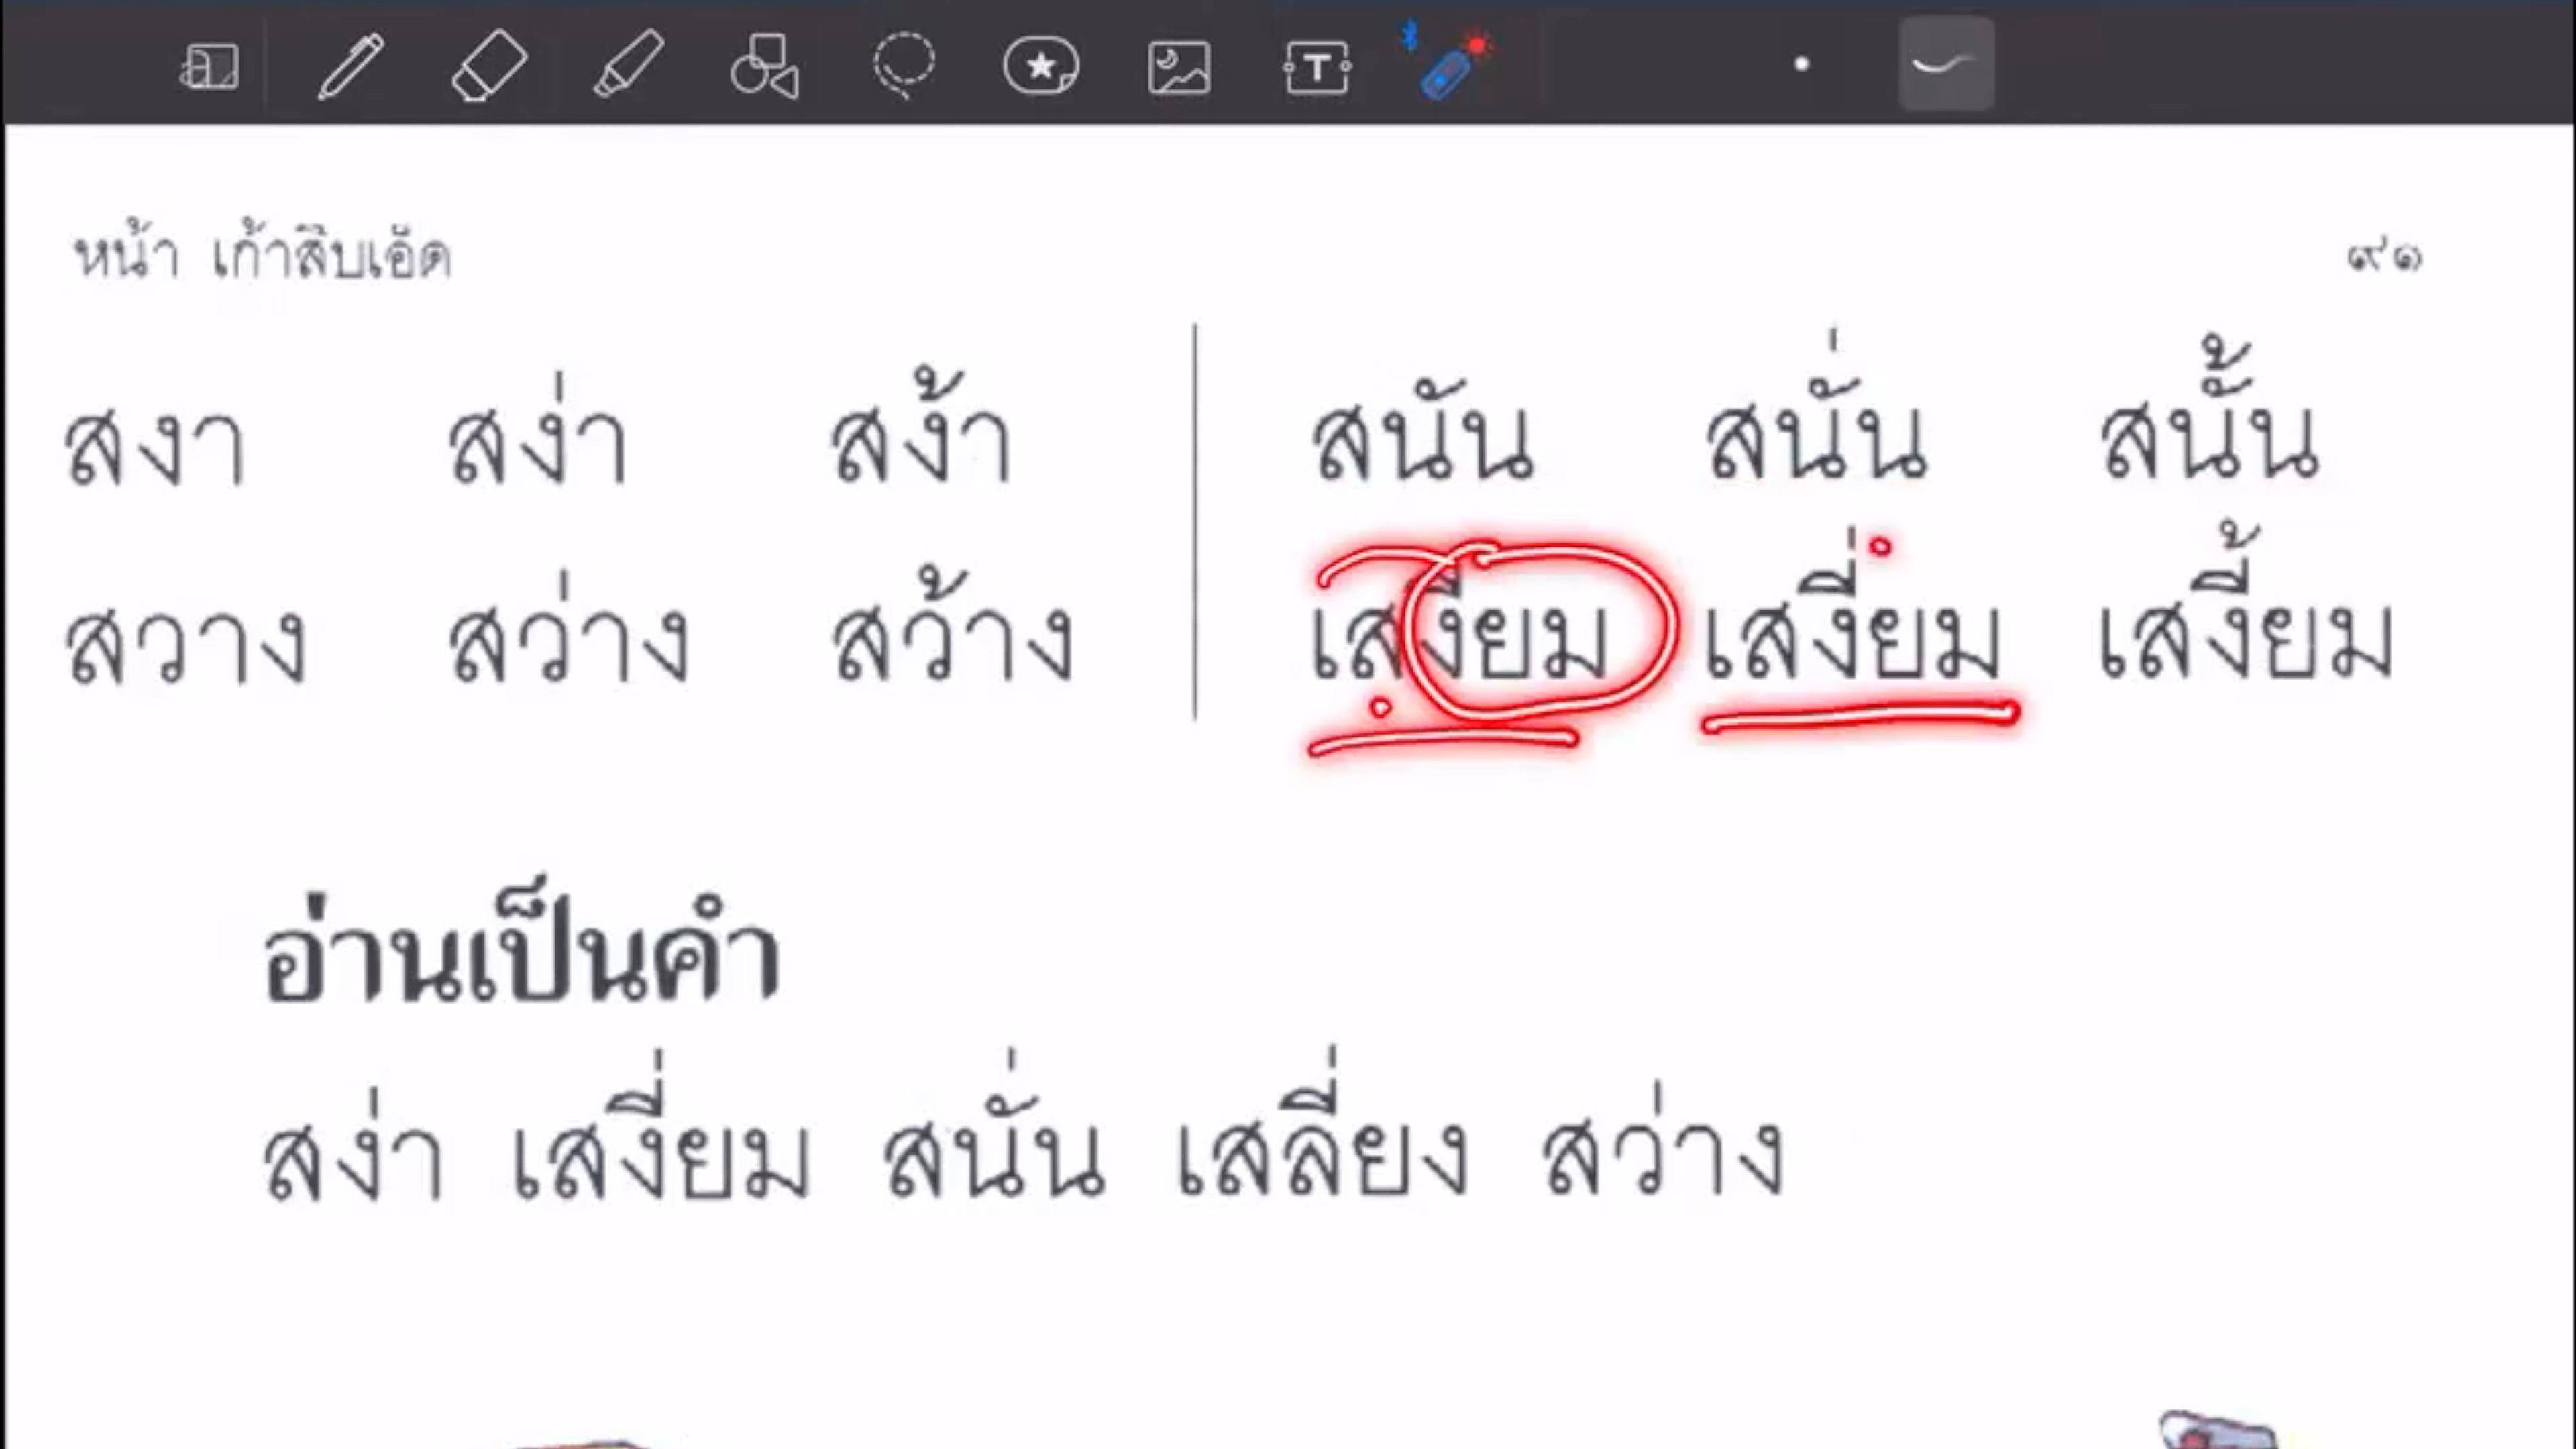 หน้า เก้าสิบเอ็ด ๙๑
สงา สง่า สง้า สนัน สนั่น สนั้น
สวาง สว่าง สว้าง เสงียม เสงี่ยม เสงี้ยม
อ่านเป็นคำ
สง่า เสงี่ยม สนั่น เสลี่ยง สว่าง